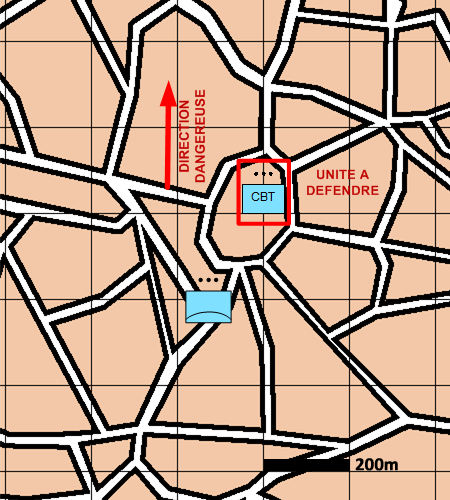 DIRECTION
DANGEREUSE
UNITE A
DEFENDRE
CBT
200m